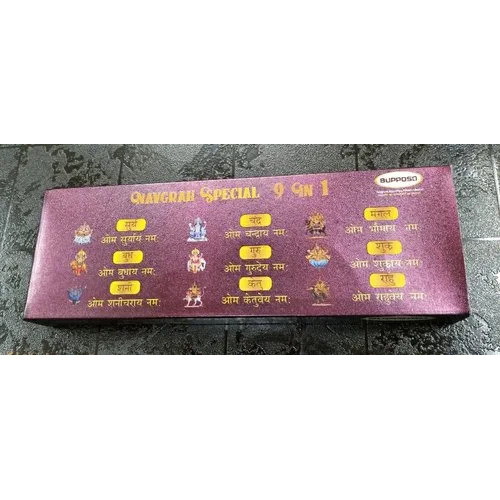 NAVGRAH SPECIAL 9 IN 1
SUPPOSO
सुर्य
चंद्र
मंगल
ओम सुर्याय नम:
ओम चन्द्राय नम:
ओम भौमाय नम:
बुध
गुरु
शुक्र
ओम बुधाय नम:
ओम गुरुदेय नम:
ओम शुक्राय नम:
शनी
केतू
राहु
ओम शनीचराय नम:
ओम केतुवेय नम:
ओम राहुवेय नम: